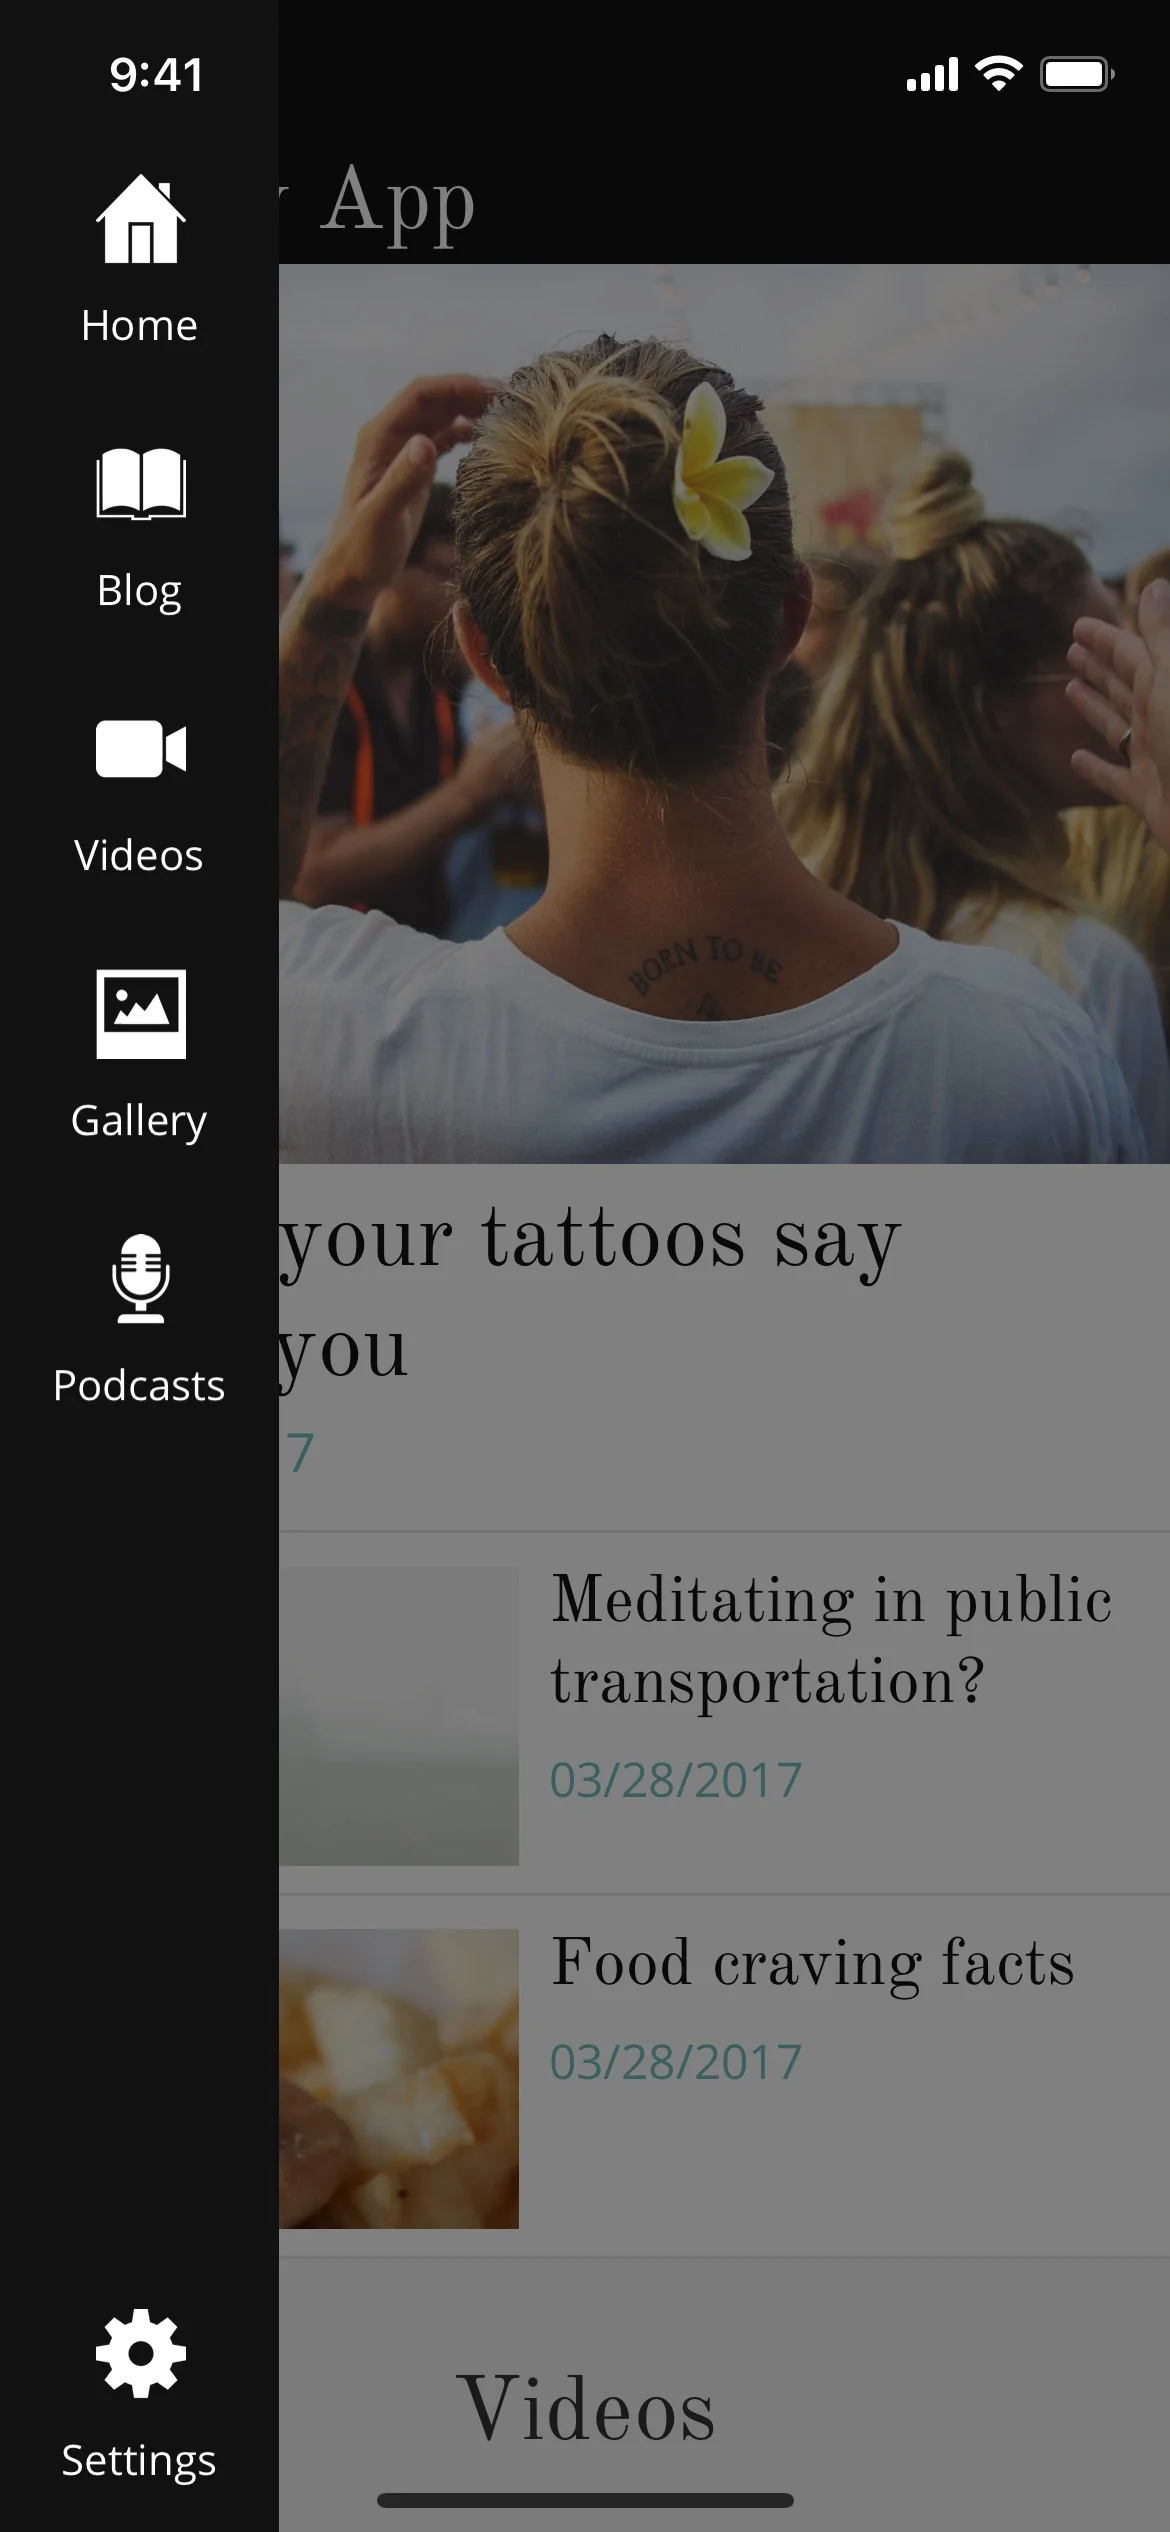 9:41
App
Home
Blog
Videos
Gallery
Podcasts
Settings
BORN TO BE
your tattoos say
you
7
Meditating in public
transportation?
03/28/2017
Food craving facts
03/28/2017
Videos